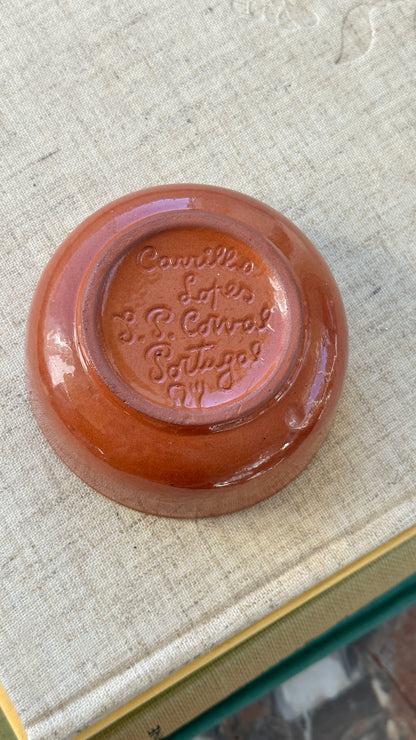 Carrilho
Lopes
S. P. Corval
Portugal